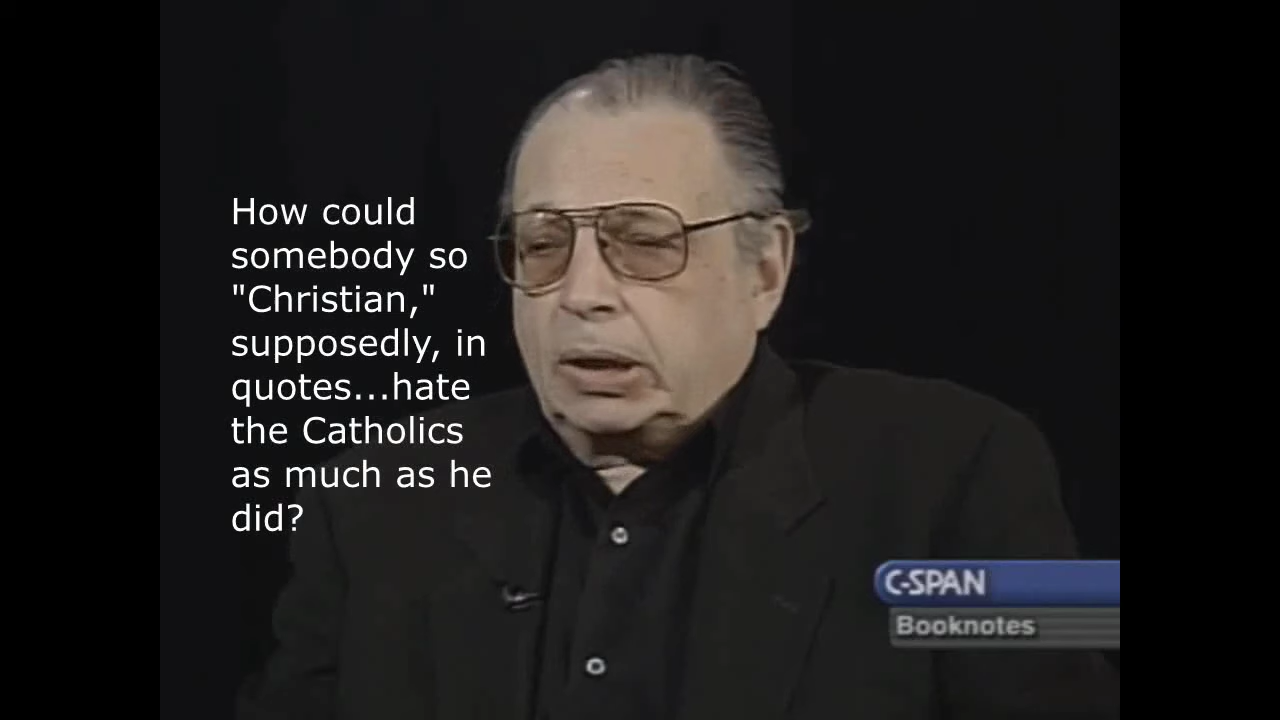 How could
somebody so
"Christian,"
supposedly, in
quotes...hate
the Catholics
as much as he
did?
C-SPAN
Booknotes